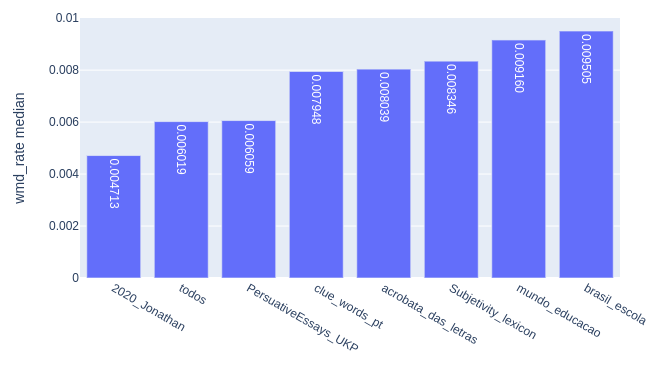 0.01
0.008
0.006
0.004
0.002
0
wmd_rate median
0.004713
0.006019
0.006059
0.007948
0.008039
0.008346
0.009160
0.009505
2020_Jonathan
todos
PersuativeEssays_UKP
clue_words_pt
acrobata_das_letras
Subjetivity_lexicon
mundo_educacao
brasil_escola